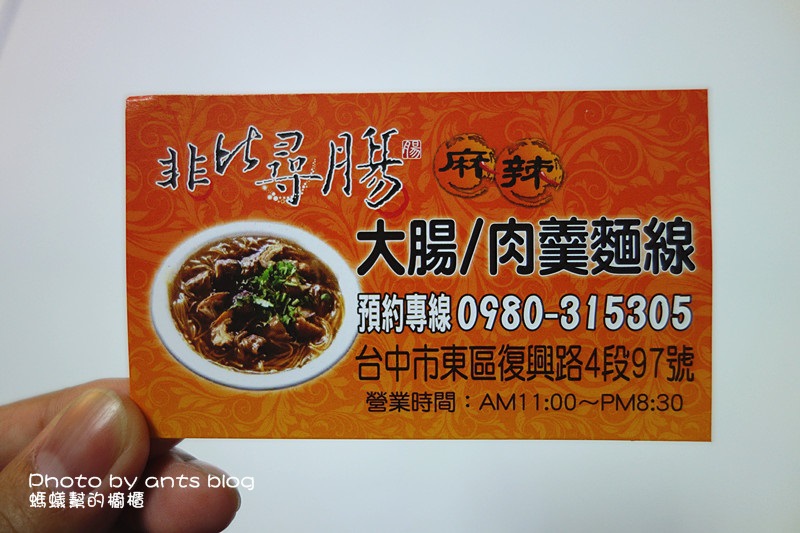 非比尋腸 腸 麻辣
大腸/肉羹麵線
預約專線 0980-315305
台中市東區復興路4段97號
營業時間：AM11:00～PM8:30
Photo by ants blog
螞蟻幫的櫥櫃